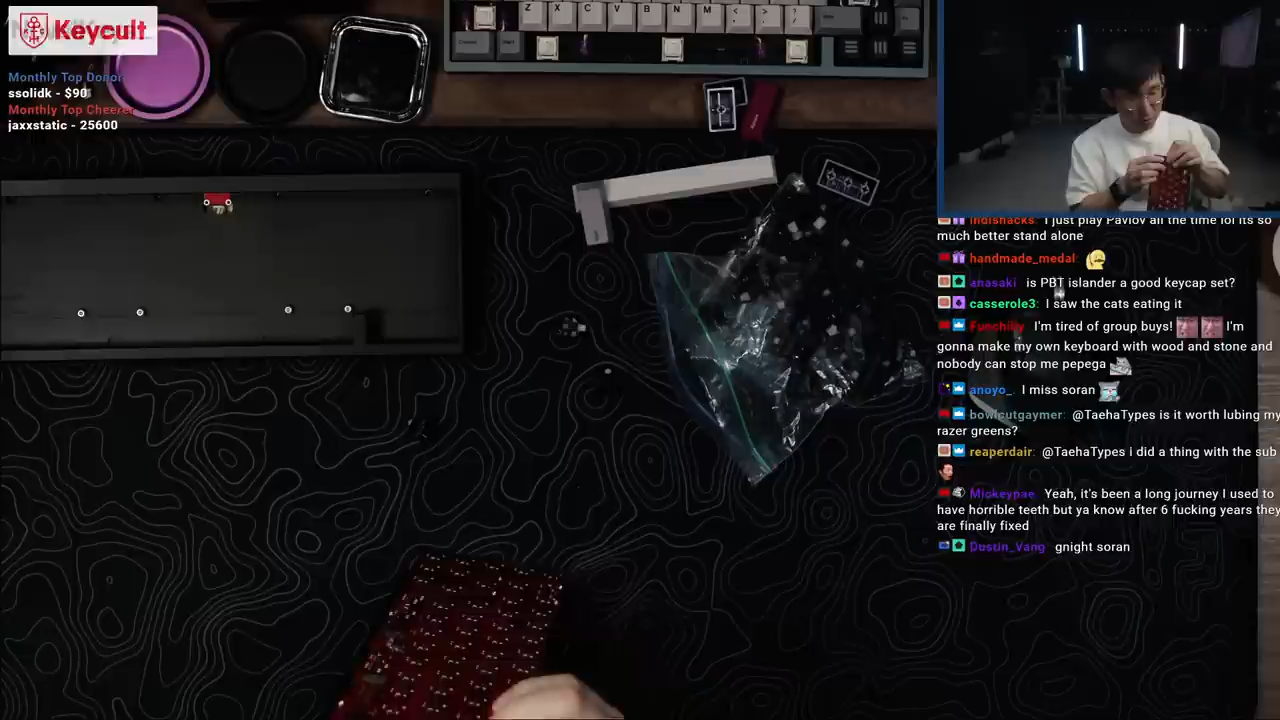 Keycult
Monthly Top Donor
ssolidk - $90
Monthly Top Cheerer
jaxxstatic - 25600
Z X C V B N M < > ?
indishacks I just play Pavlov all the time lol its so
much better stand alone
handmade_medal:
anasaki is PBT islander a good keycap set?
casserole3: I saw the cats eating it
Funchilly I'm tired of group buys! I'm
gonna make my own keyboard with wood and stone and
nobody can stop me pepega
anoyo_: I miss soran
bowlcutgaymer: @TaehaTypes is it worth lubing my
razer greens?
reaperdair: @TaehaTypes i did a thing with the sub
Mickeypae: Yeah, it's been a long journey I used to
have horrible teeth but ya know after 6 fucking years they
are finally fixed
Dustin_Vang: gnight soran